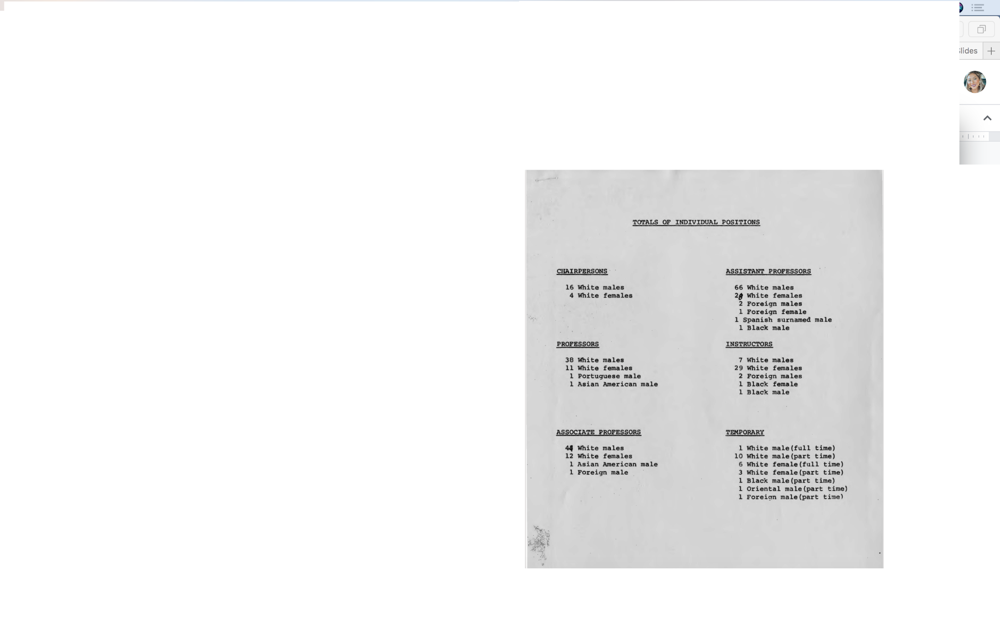 Slides
TOTALS OF INDIVIDUAL POSITIONS
CHAIRPERSONS
16 White males
4 White females
ASSISTANT PROFESSORS
66 White males
28 White females
2 Foreign males
1 Foreign female
1 Spanish surnamed male
1 Black male
PROFESSORS
38 White males
11 White females
1 Portuguese male
1 Asian American male
INSTRUCTORS
7 White males
29 White females
2 Foreign males
1 Black female
1 Black male
ASSOCIATE PROFESSORS
44 White males
12 White females
1 Asian American male
1 Foreign male
TEMPORARY
1 White male(full time)
10 White male(part time)
6 White female(full time)
3 White female(part time)
1 Black male(part time)
1 Oriental male(part time)
1 Foreign male(part time)